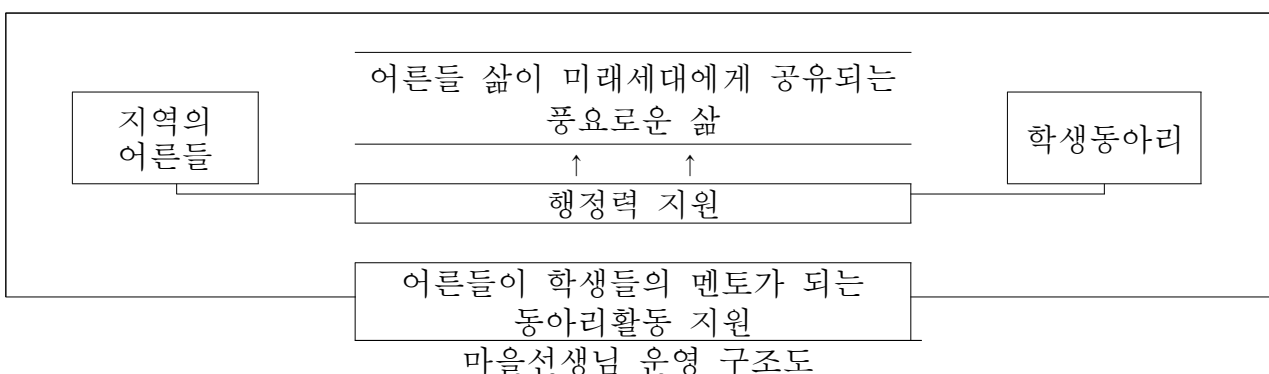 어른들 삶이 미래세대에게 공유되는
풍요로운 삶
지역의
어른들
학생동아리
↑ ↑
행정력 지원
어른들이 학생들의 멘토가 되는
동아리활동 지원
마을선생님 운영 구조도